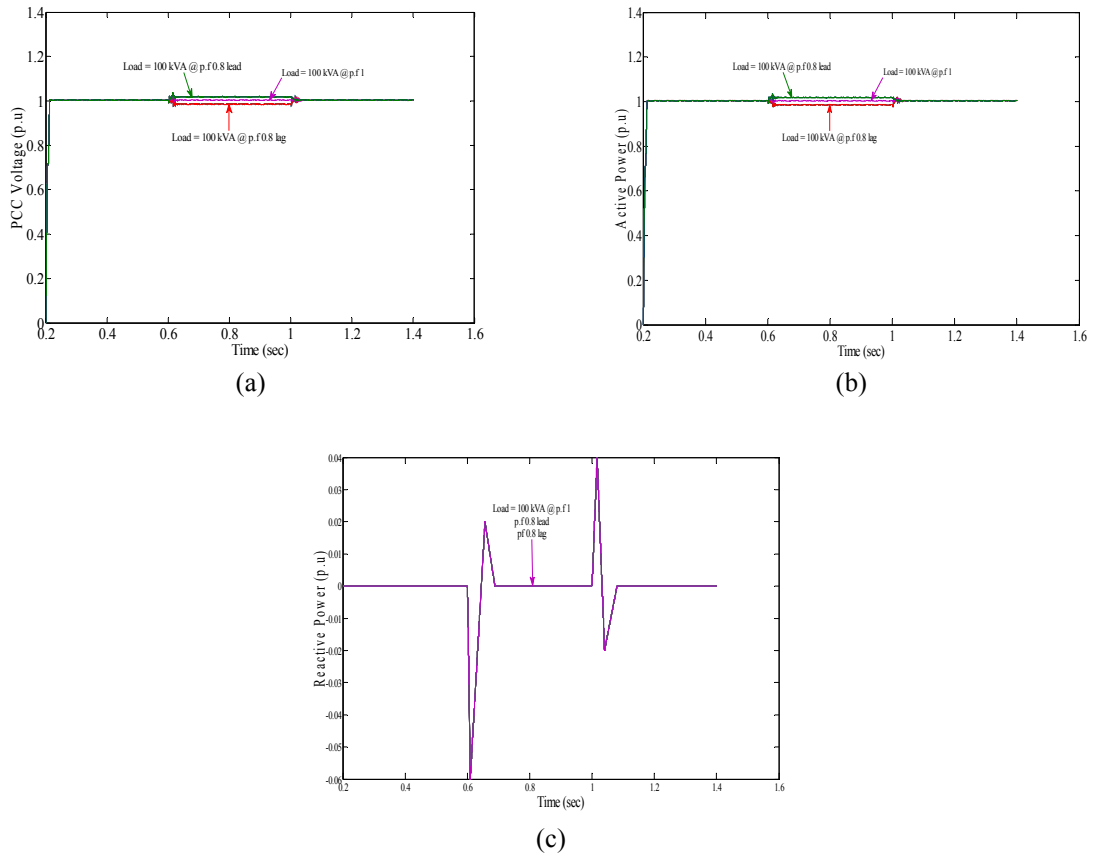 1.4
1.2
1
0.8
0.6
0.4
0.2
0
PCC Voltage (p.u)
Load = 100 kVA @ p.f 0.8 lead
Load = 100 kVA @ p.f 1
Load = 100 kVA @ p.f 0.8 lag
0.2 0.4 0.6 0.8 1 1.2 1.4 1.6
Time (sec)
(a)
1.4
1.2
1
0.8
0.6
0.4
0.2
0
Active Power (p.u)
Load = 100 kVA @ p.f 0.8 lead
Load = 100 kVA @ p.f 1
Load = 100 kVA @ p.f 0.8 lag
0.2 0.4 0.6 0.8 1 1.2 1.4 1.6
Time (sec)
(b)
0.04
0.03
0.02
0
-0.01
-0.02
-0.03
-0.04
-0.05
-0.06
Reactive Power (p.u)
Load = 100 kVA @ p.f 1
p.f 0.8 lead
pf 0.8 lag
0.2 0.4 0.6 0.8 1 1.2 1.4 1.6
Time (sec)
(c)